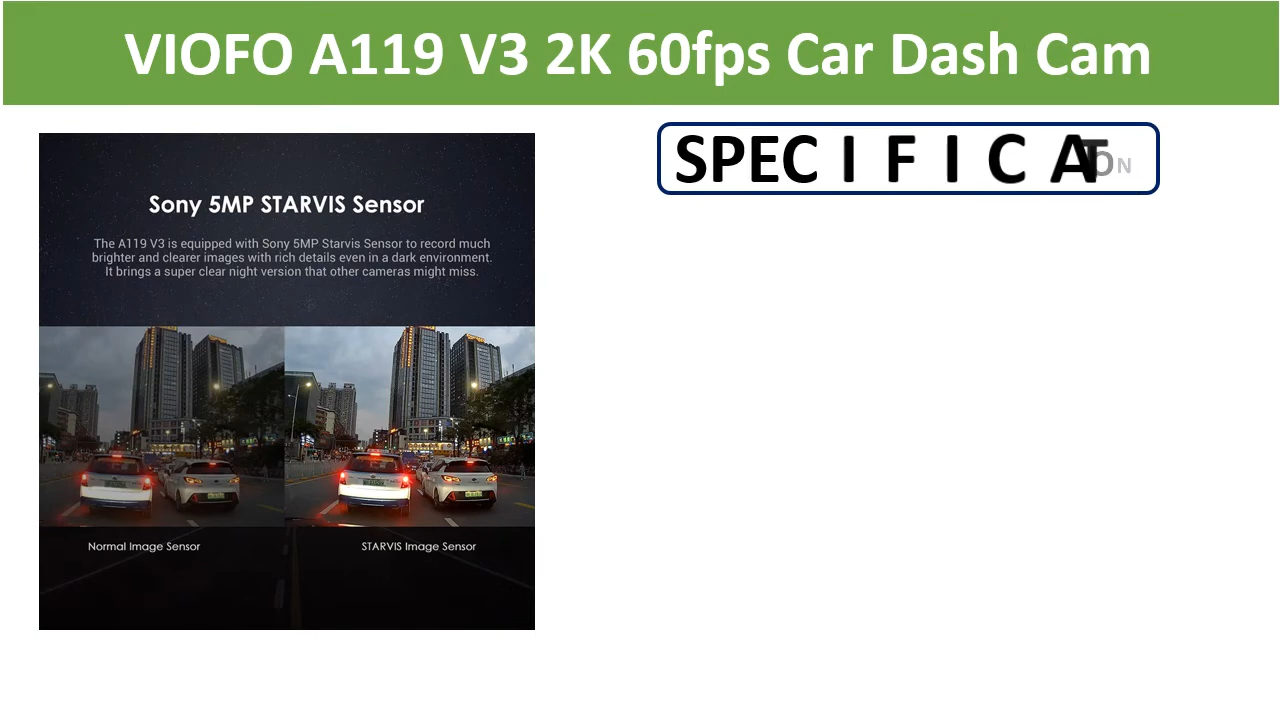 VIOFO A119 V3 2K 60fps Car Dash Cam
SPECIFICATON
Sony 5MP STARVIS Sensor
The A119 V3 is equipped with Sony 5MP Starvis Sensor to record much
brighter and clearer images with rich details even in a dark environment.
It brings a super clear night version that other cameras might miss.
Normal Image Sensor
STARVIS Image Sensor